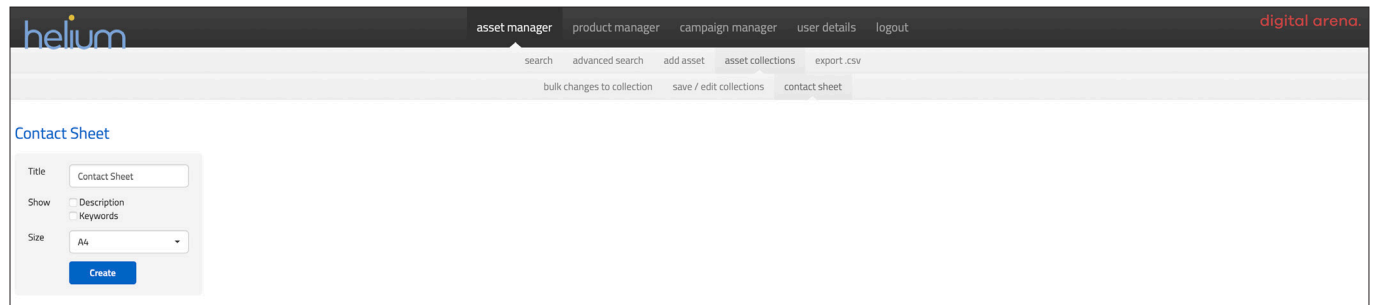 helium
asset manager product manager campaign manager user details logout
digital arena.
search advanced search add asset asset collections export .csv
bulk changes to collection save / edit collections contact sheet
Contact Sheet
Title Contact Sheet
Show Description
Keywords
Size A4
Create